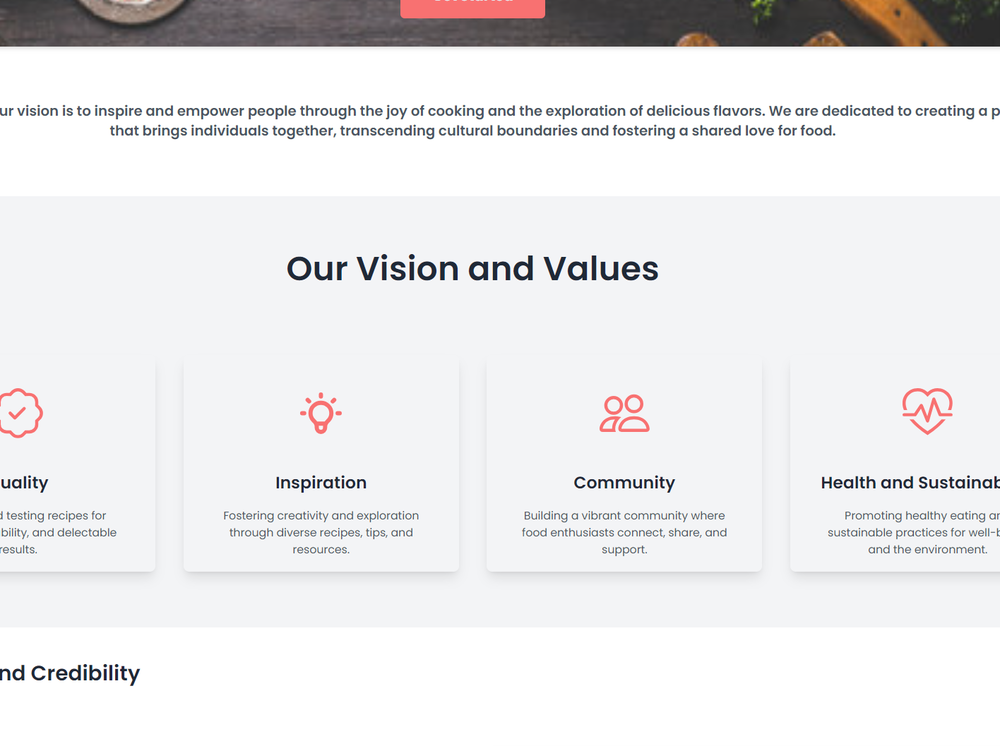 vision is to inspire and empower people through the joy of cooking and the exploration of delicious flavors. We are dedicated to creating a
that brings individuals together, transcending cultural boundaries and fostering a shared love for food.
Our Vision and Values
uality
testing recipes for
bility, and delectable
results.
Inspiration
Fostering creativity and exploration
through diverse recipes, tips, and
resources.
Community
Building a vibrant community where
food enthusiasts connect, share, and
support.
Health and Sustainab
Promoting healthy eating an
sustainable practices for well-b
and the environment.
nd Credibility